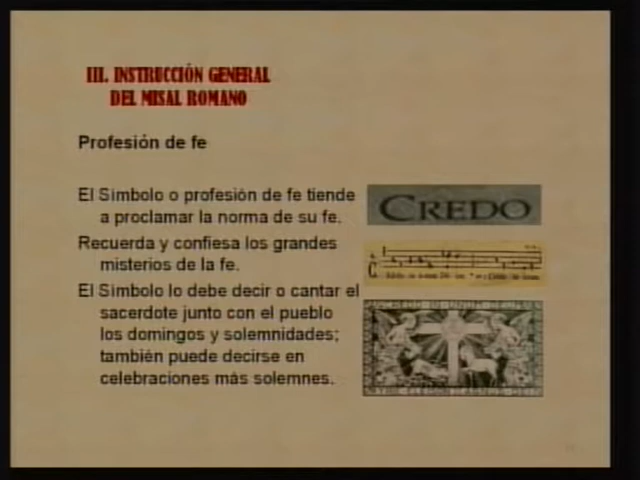 III. INSTRUCCIÓN GENERAL
DEL MISAL ROMANO
Profesión de fe
El Símbolo o profesión de fe tiende
a proclamar la norma de su fe.
CREDO
Recuerda y confiesa los grandes
misterios de la fe.
El Símbolo lo debe decir o cantar el
sacerdote junto con el pueblo
los domingos y solemnidades;
también puede decirse en
celebraciones más solemnes.